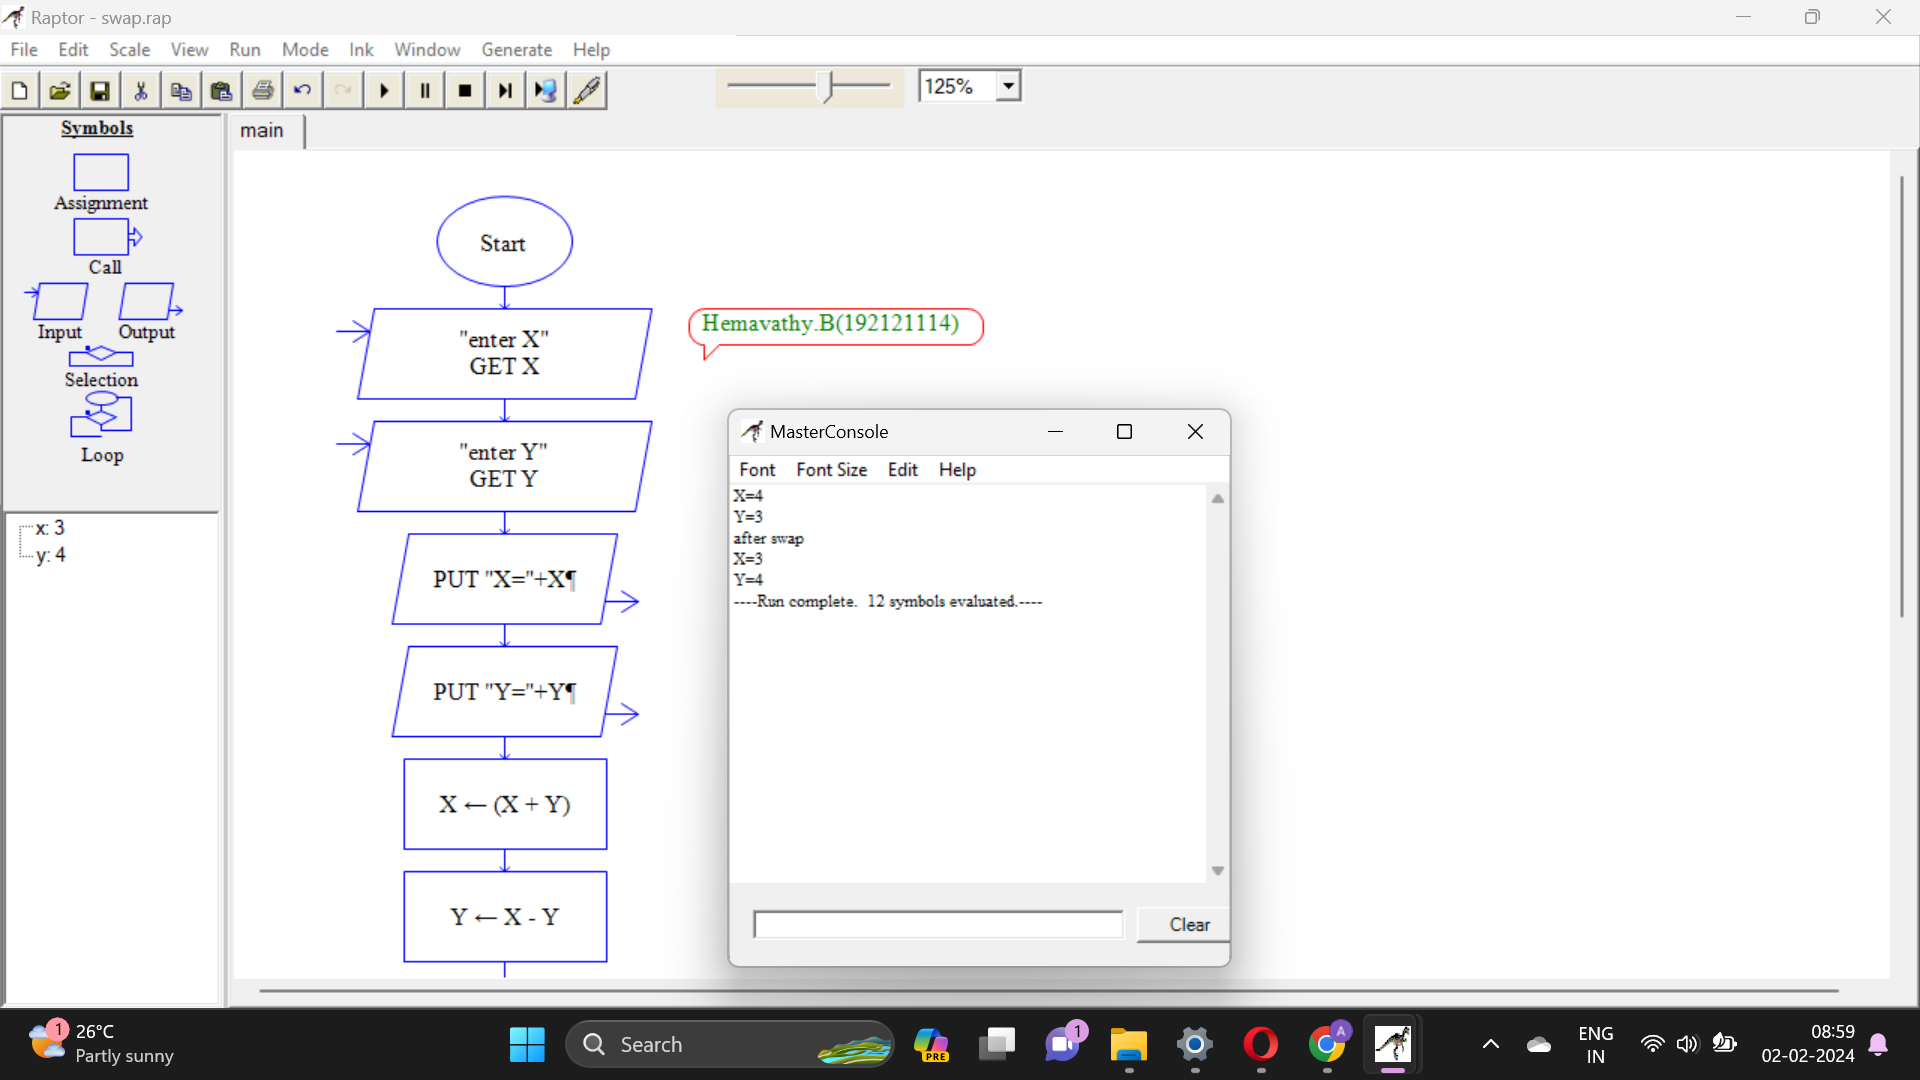 Raptor - swap.rap
File Edit Scale View Run Mode Ink Window Generate Help
125%
Symbols
Assignment
Call
Input Output
Selection
Loop
x: 3
y: 4
main
Start
"enter X"
GET X
"enter Y"
GET Y
PUT "X="+X¶
PUT "Y="+Y¶
X ← (X + Y)
Y ← X - Y
Hemavathy.B(192121114)
MasterConsole
Font Font Size Edit Help
X=4
Y=3
after swap
X=3
Y=4
----Run complete. 12 symbols evaluated.----
Clear
1
26°C
Partly sunny
Search
PRE
1
A
ENG
IN
08:59
02-02-2024